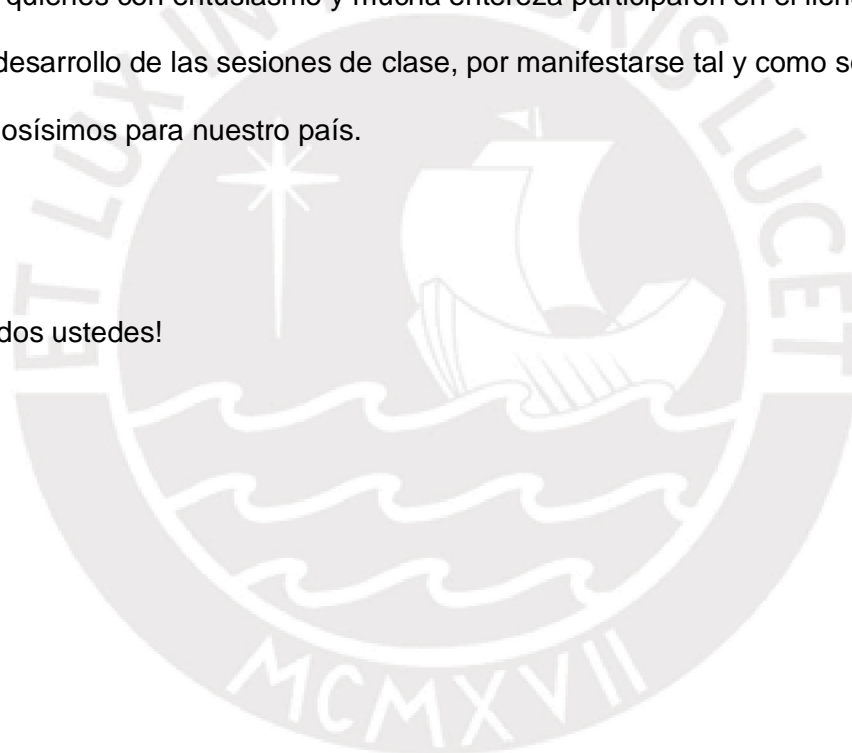 quienes con entusiasmo y mucha entereza participaron en el
desarrollo de las sesiones de clase, por manifestarse tal y como
osísimos para nuestro país.
dos ustedes!
ET LUX IN
BRIS LUCET
MCMXVII